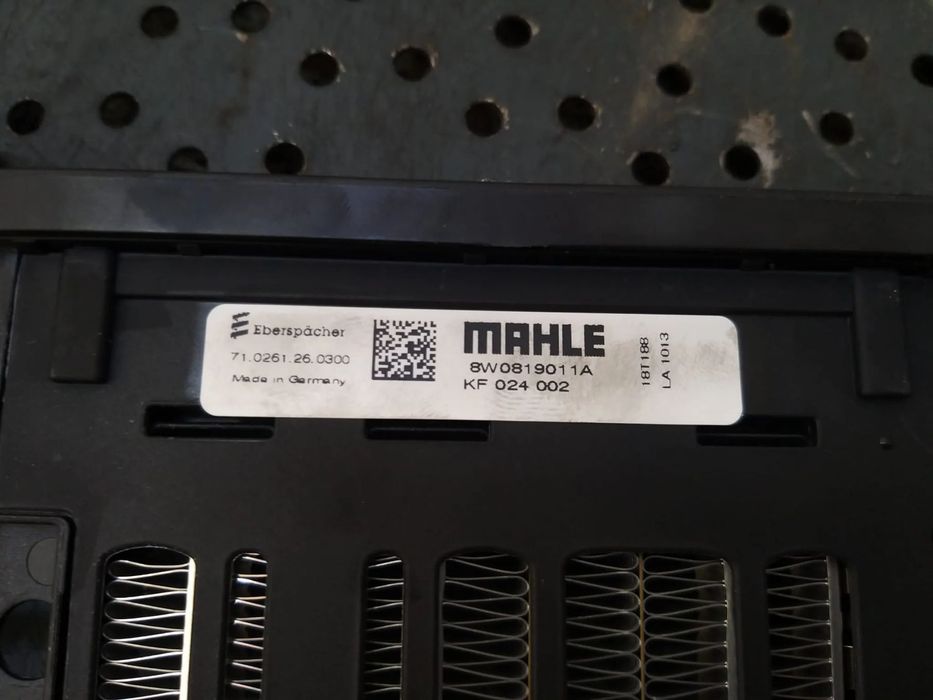 Eberspächer
71.0261.26.0300
Made in Germany
MAHLE
8W0819011A
KF 024 002
18T188
LA 1013